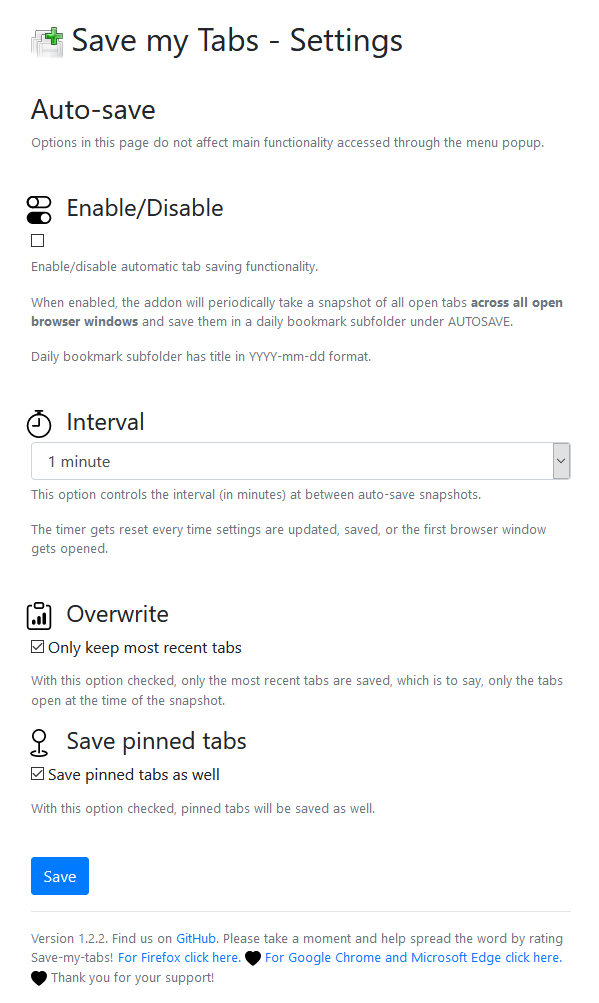 Save my Tabs - Settings
Auto-save
Options in this page do not affect main functionality accessed through the menu popup.
Enable/Disable
Enable/disable automatic tab saving functionality.
When enabled, the addon will periodically take a snapshot of all open tabs across all open
browser windows and save them in a daily bookmark subfolder under AUTOSAVE.
Daily bookmark subfolder has title in YYYY-mm-dd format.
Interval
1 minute
This option controls the interval (in minutes) at between auto-save snapshots.
The timer gets reset every time settings are updated, saved, or the first browser window
gets opened.
Overwrite
Only keep most recent tabs
With this option checked, only the most recent tabs are saved, which is to say, only the tabs
open at the time of the snapshot.
Save pinned tabs
Save pinned tabs as well
With this option checked, pinned tabs will be saved as well.
Save
Version 1.2.2. Find us on GitHub. Please take a moment and help spread the word by rating
Save-my-tabs! For Firefox click here. For Google Chrome and Microsoft Edge click here.
Thank you for your support!